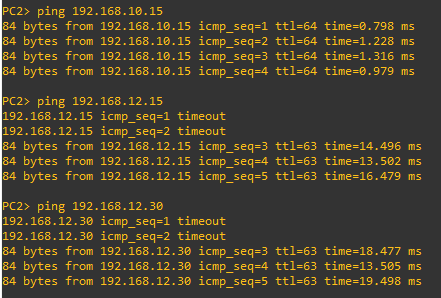 PC2> ping 192.168.10.15
84 bytes from 192.168.10.15 icmp_seq=1 ttl=64 time=0.798 ms
84 bytes from 192.168.10.15 icmp_seq=2 ttl=64 time=1.228 ms
84 bytes from 192.168.10.15 icmp_seq=3 ttl=64 time=1.316 ms
84 bytes from 192.168.10.15 icmp_seq=4 ttl=64 time=0.979 ms
PC2> ping 192.168.12.15
192.168.12.15 icmp_seq=1 timeout
192.168.12.15 icmp_seq=2 timeout
84 bytes from 192.168.12.15 icmp_seq=3 ttl=63 time=14.496 ms
84 bytes from 192.168.12.15 icmp_seq=4 ttl=63 time=13.502 ms
84 bytes from 192.168.12.15 icmp_seq=5 ttl=63 time=16.479 ms
PC2> ping 192.168.12.30
192.168.12.30 icmp_seq=1 timeout
192.168.12.30 icmp_seq=2 timeout
84 bytes from 192.168.12.30 icmp_seq=3 ttl=63 time=18.477 ms
84 bytes from 192.168.12.30 icmp_seq=4 ttl=63 time=13.505 ms
84 bytes from 192.168.12.30 icmp_seq=5 ttl=63 time=19.498 ms